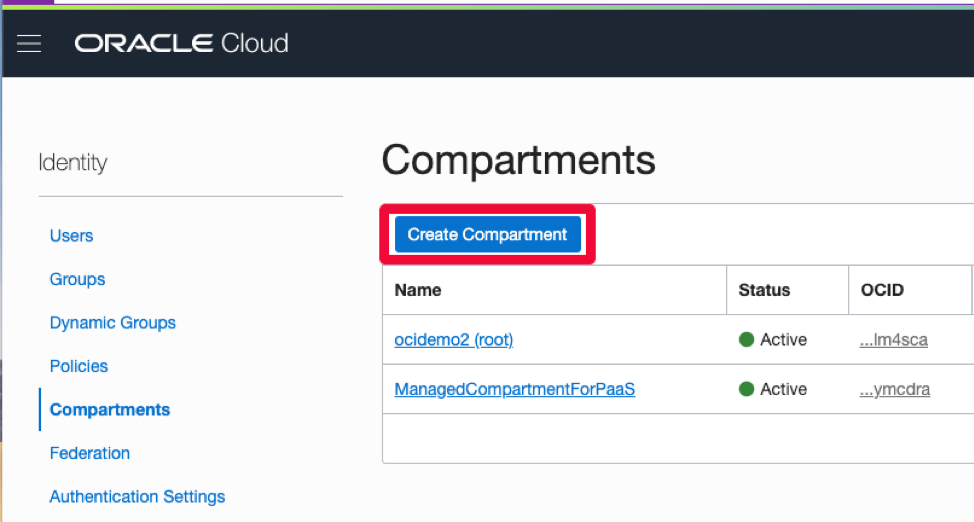 ORACLE Cloud
Identity
Users
Groups
Dynamic Groups
Policies
Compartments
Federation
Authentication Settings
Compartments
Create Compartment
Name Status OCID
ocidemo2 (root) Active ...lm4sca
ManagedCompartmentForPaaS Active ...ymcdra